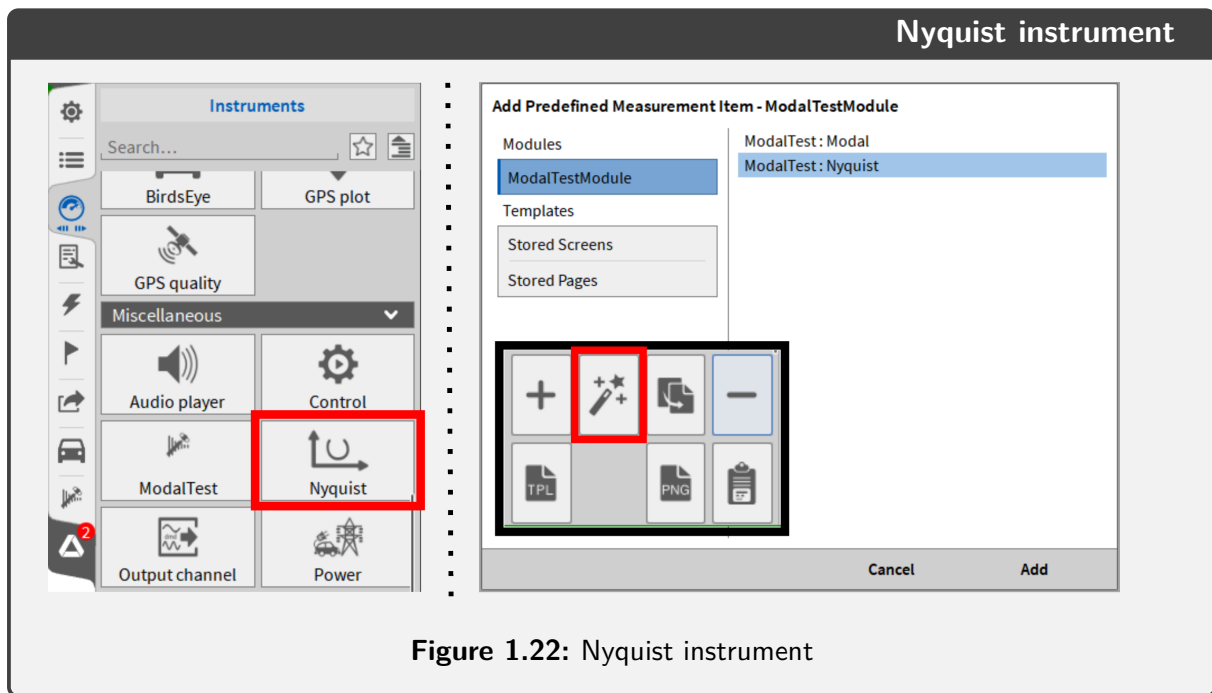 Nyquist instrument
Instruments
Search...
BirdsEye GPS plot
GPS quality
Miscellaneous
Audio player Control
ModalTest Nyquist
2
Output channel Power
Add Predefined Measurement Item - ModalTestModule
Modules
ModalTestModule
Templates
Stored Screens
Stored Pages
ModalTest : Modal
ModalTest : Nyquist
TPL PNG
Cancel Add
Figure 1.22: Nyquist instrument